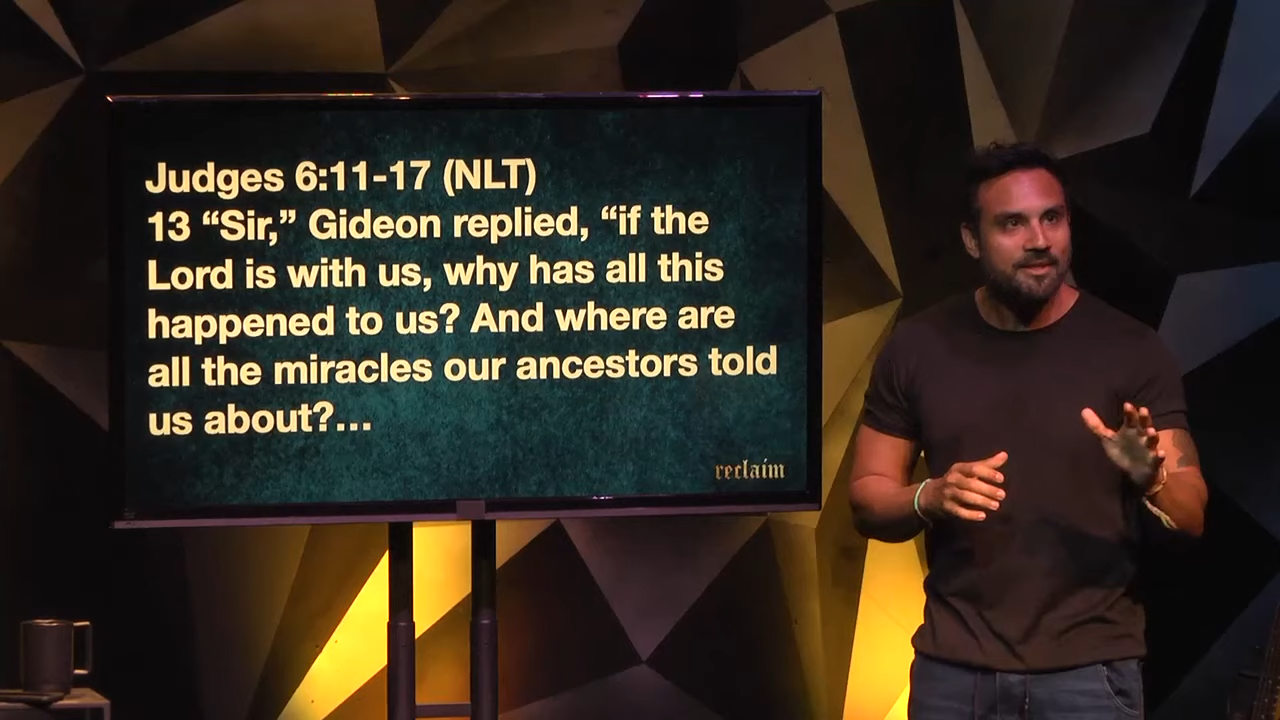 Judges 6:11-17 (NLT)
13 “Sir,” Gideon replied, “if the
Lord is with us, why has all this
happened to us? And where are
all the miracles our ancestors told
us about?...
reclaim